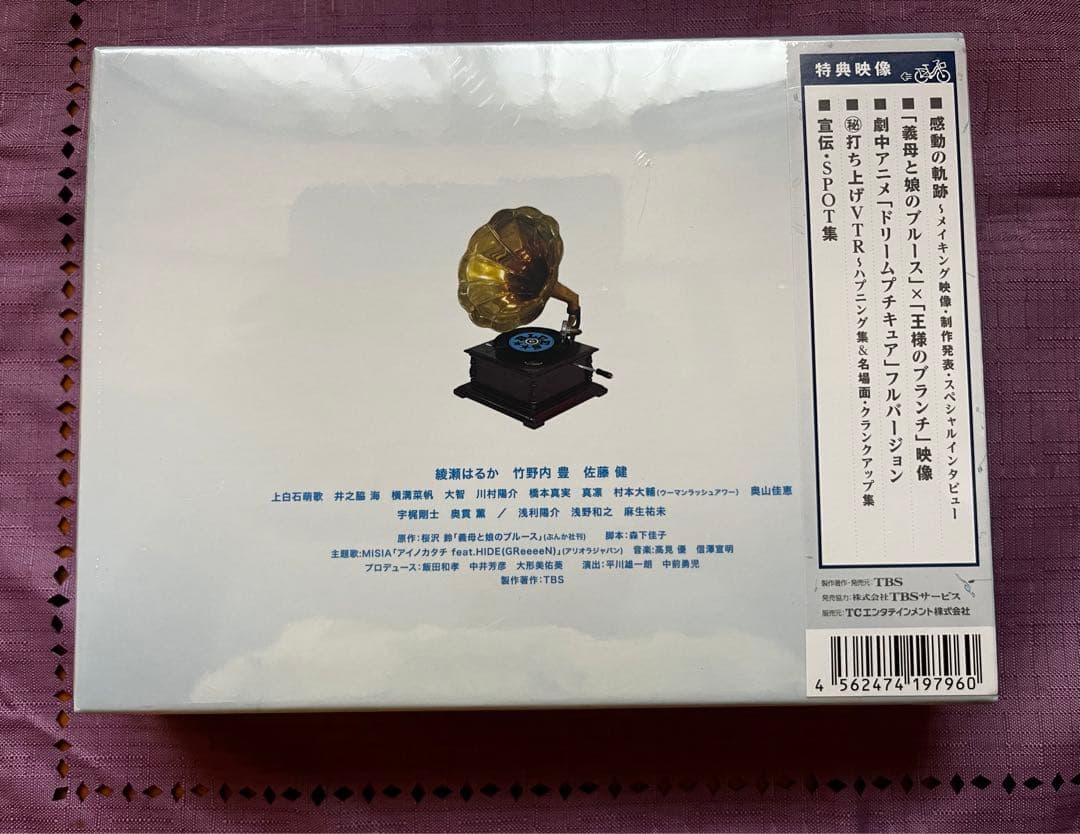 綾瀬はるか 竹野内 豊 佐藤 健
上白石萌歌 井之脇 海 横溝菜帆 大智 川村陽介 橋本真実 真凛 村本大輔(ウーマンラッシュアワー) 奥山佳恵
宇梶剛士 奥貫 薫 / 浅利陽介 浅野和之 麻生祐未
原作:桜沢 鈴「義母と娘のブルース」(ぶんか社刊) 脚本:森下佳子
主題歌:MISIA「アイノカタチ feat.HIDE(GReeeeN)」(アリオラジャパン) 音楽:髙見 優 信澤宣明
プロデュース:飯田和孝 中井芳彦 大形美佑葵 演出:平川雄一朗 中前勇児
製作著作:TBS
特典映像
■感動の軌跡~メイキング映像・制作発表・スペシャルインタビュー
■「義母と娘のブルース」×「王様のブランチ」映像
■劇中アニメ「ドリームプチキュア」フルバージョン
■㊙打ち上げVTR~ハプニング集&名場面・クランクアップ集
■宣伝・SPOT集
製作著作・発売元:TBS
発売協力:株式会社TBSサービス
販売元:TCエンタテインメント株式会社
4 562474 197960